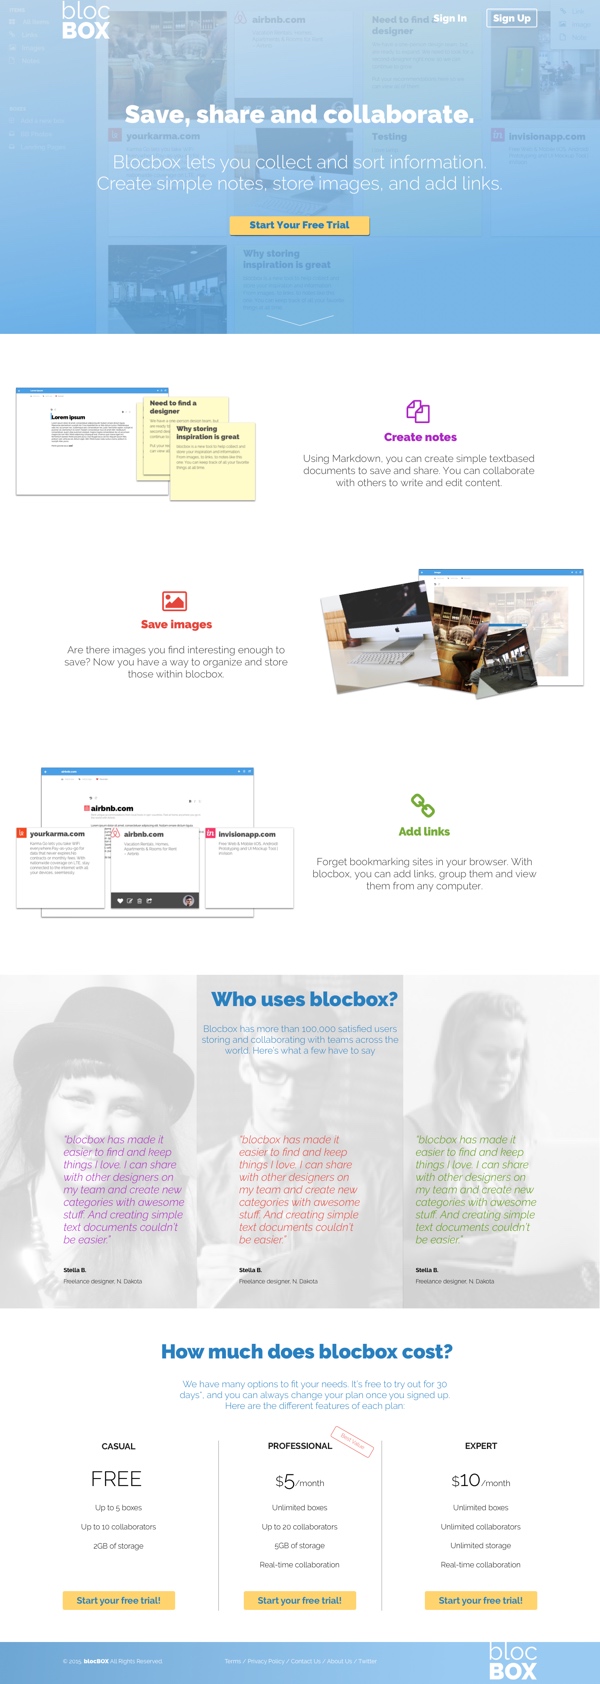 bloc
BOX
Sign In
Sign Up
airbnb.com
Need to find a
designer
Save, share and collaborate.
yourkarma.com
Testing
invisionapp.com
Blocbox lets you collect and sort information.
Create simple notes, store images, and add links.
Start Your Free Trial
Why storing
inspiration is great
Lorem ipsum
Need to find a
designer
Why storing
inspiration is great
Create notes
Using Markdown, you can create simple textbased
documents to save and share. You can collaborate
with others to write and edit content.
Save images
Are there images you find interesting enough to
save? Now you have a way to organize and store
those within blocbox.
airbnb.com
yourkarma.com
airbnb.com
Vacation Rentals, Homes,
Apartments & Rooms for Rent
- Airbnb
invisionapp.com
Free Web & Mobile (iOS, Android)
Prototyping and UI Mockup Tool |
InVision
Add links
Forget bookmarking sites in your browser. With
blocbox, you can add links, group them and view
them from any computer.
Who uses blocbox?
Blocbox has more than 100.000 satisfied users
storing and collaborating with teams across the
world. Here's what a few have to say
"blocbox has made it
easier to find and keep
things I love. I can share
with other designers on
my team and create new
categories with awesome
stuff. And creating simple
text documents couldn't
be easier."
Stella B.
Freelance designer, N. Dakota
"blocbox has made it
easier to find and keep
things I love. I can share
with other designers on
my team and create new
categories with awesome
stuff. And creating simple
text documents couldn't
be easier."
Stella B.
Freelance designer, N. Dakota
"blocbox has made it
easier to find and keep
things I love. I can share
with other designers on
my team and create new
categories with awesome
stuff. And creating simple
text documents couldn't
be easier."
Stella B.
Freelance designer, N. Dakota
How much does blocbox cost?
We have many options to fit your needs. It's free to try out for 30
days*, and you can always change your plan once you signed up.
Here are the different features of each plan:
CASUAL
FREE
Up to 5 boxes
Up to 10 collaborators
2GB of storage
Start your free trial!
Best value
PROFESSIONAL
$5/month
Unlimited boxes
Up to 20 collaborators
5GB of storage
Real-time collaboration
Start your free trial!
EXPERT
$10/month
Unlimited boxes
Unlimited collaborators
Unlimited storage
Real-time collaboration
Start your free trial!
© 2015, blocBOX All Rights Reserved
Terms / Privacy Policy / Contact Us / About Us / Twitter
bloc
BOX